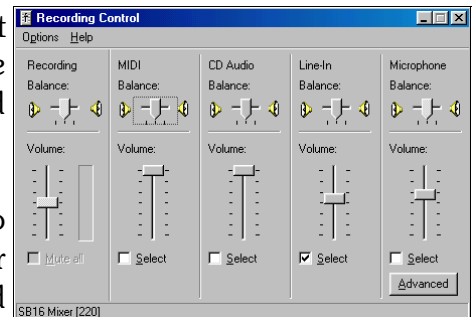 Recording Control
Options Help
Recording MIDI CD Audio Line-In Microphone
Balance: Balance: Balance: Balance: Balance:
Volume: Volume: Volume: Volume: Volume:
Mute all Select Select Select Select
Advanced
SB16 Mixer [220]